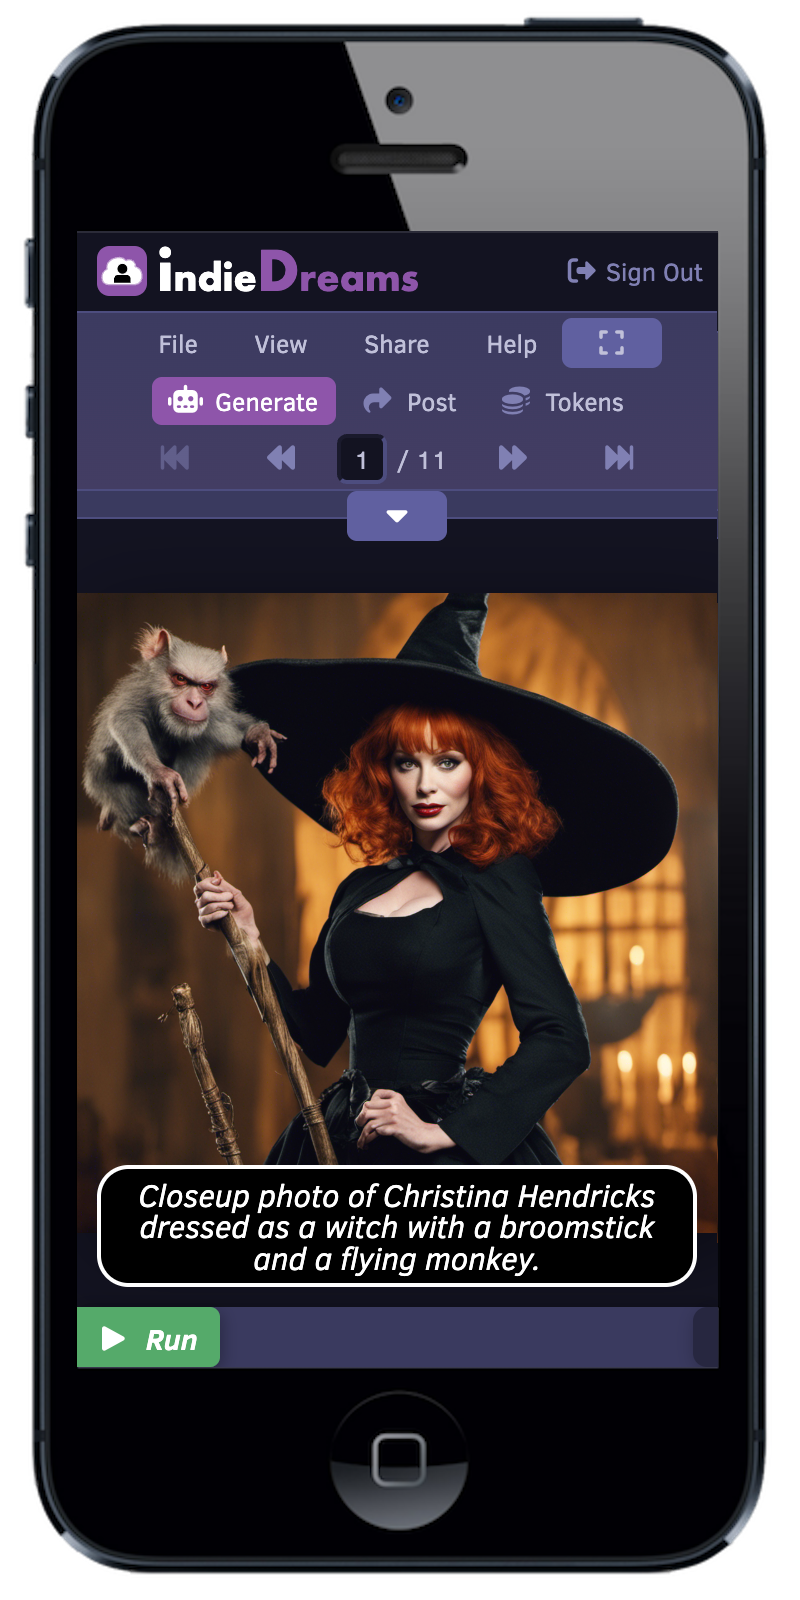 indieDreams
Sign Out
File View Share Help
Generate Post Tokens
1 / 11
Closeup photo of Christina Hendricks
dressed as a witch with a broomstick
and a flying monkey.
Run